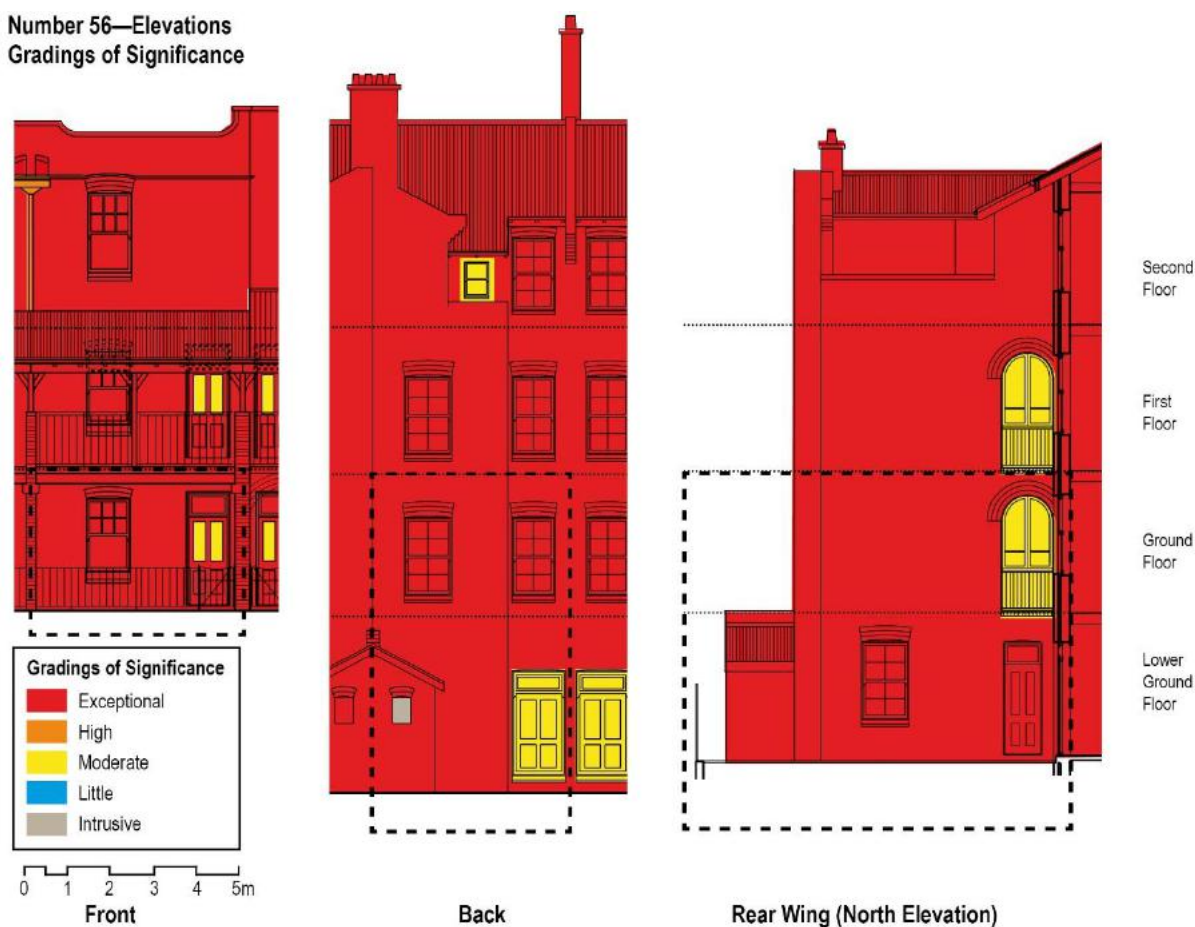 Number 56—Elevations
Gradings of Significance
Second
Floor
First
Floor
Ground
Floor
Lower
Ground
Floor
Gradings of Significance
Exceptional
High
Moderate
Little
Intrusive
0 1 2 3 4 5m
Front
Back
Rear Wing (North Elevation)